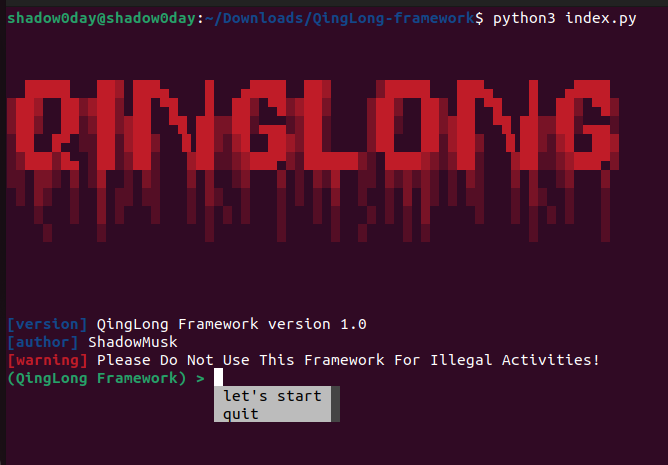 shadow0day@shadow0day:~/Downloads/QingLong-framework$ python3 index.py
QINGLONG
[version] QingLong Framework version 1.0
[author] ShadowMusk
[warning] Please Do Not Use This Framework For Illegal Activities!
(QingLong Framework) >
let's start
quit